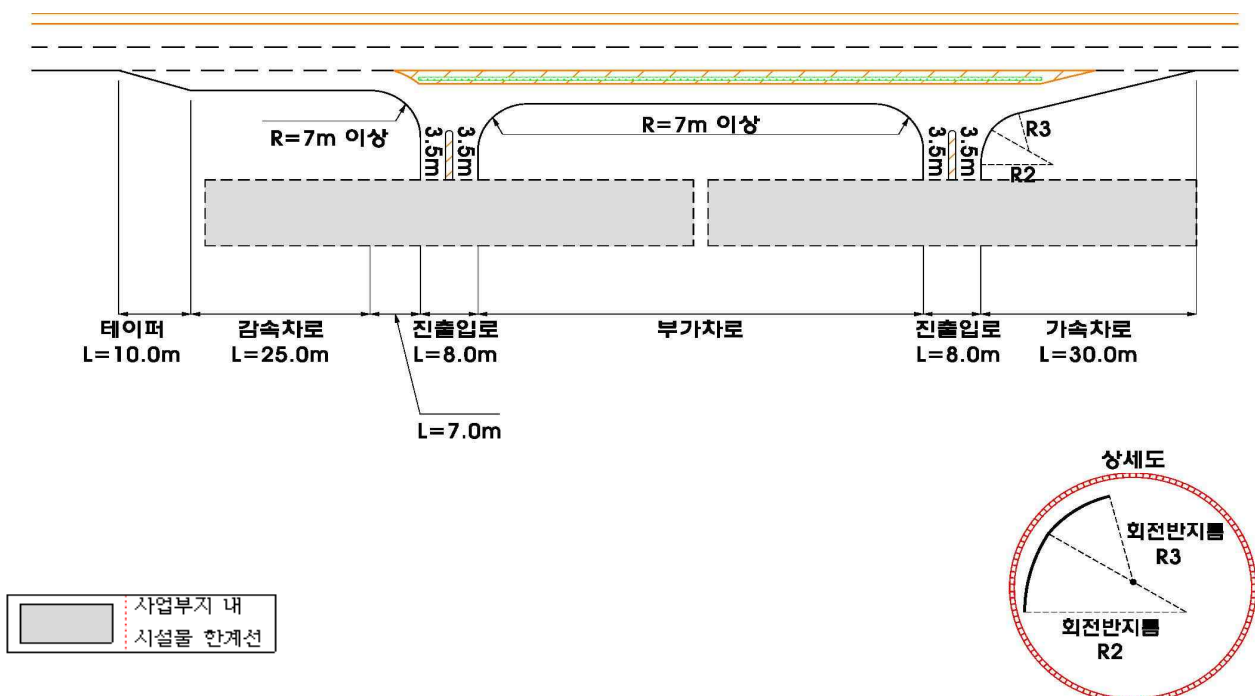 R=7m 이상
3.5m
3.5m
R=7m 이상
3.5m
3.5m
R3
R2
테이퍼
L=10.0m
감속차로
L=25.0m
진출입로
L=8.0m
부가차로
진출입로
L=8.0m
가속차로
L=30.0m
L=7.0m
상세도
회전반지름
R3
회전반지름
R2
사업부지 내
시설물 한계선